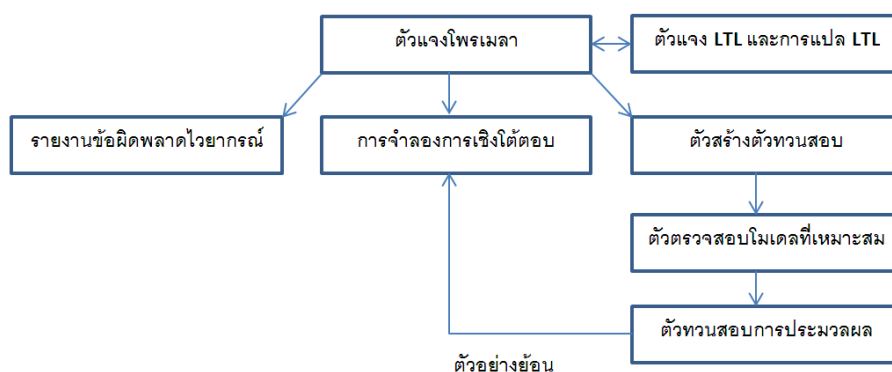 ตัวแจงโพรเมลา
ตัวแจง LTL และการแปล LTL
รายงานข้อผิดพลาดไวยากรณ์
การจำลองการเชิงโต้ตอบ
ตัวสร้างตัวทวนสอบ
ตัวตรวจสอบโมเดลที่เหมาะสม
ตัวทวนสอบการประมวลผล
ตัวอย่างย้อน